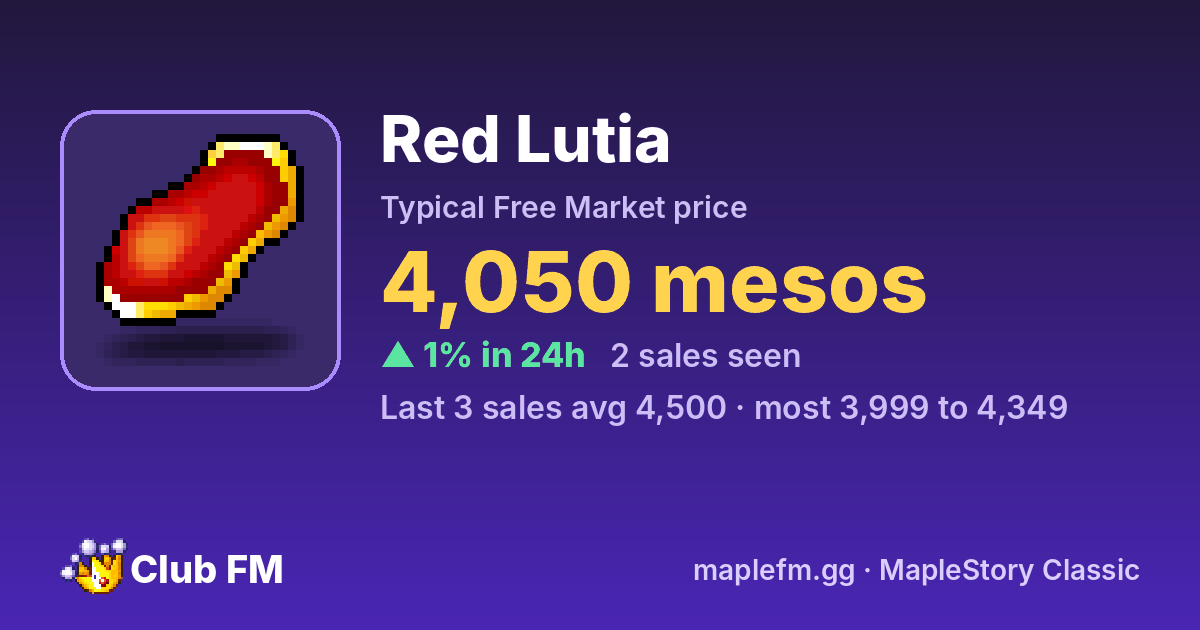 Red Lutia
Typical Free Market price
4,050 mesos
▲ 1% in 24h 2 sales seen
Last 3 sales avg 4,500 · most 3,999 to 4,349
Club FM
maplefm.gg · MapleStory Classic